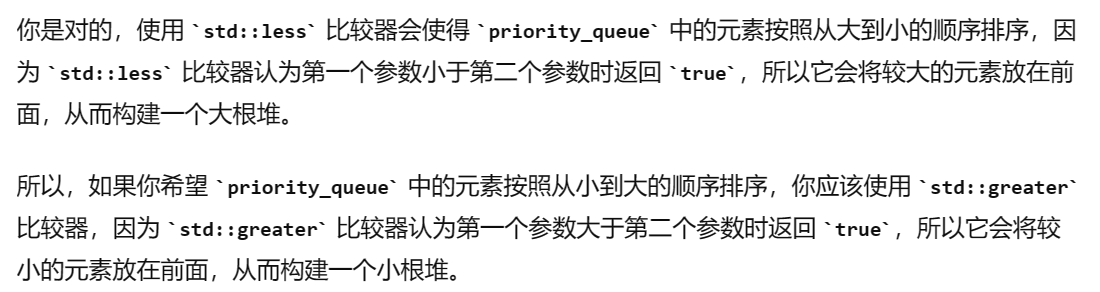 你是对的，使用 `std::less` 比较器会使得 `priority_queue` 中的元素按照从大到小的顺序排序，因
为 `std::less` 比较器认为第一个参数小于第二个参数时返回 `true`，所以它会将较大的元素放在前
面，从而构建一个大根堆。
所以，如果你希望 `priority_queue` 中的元素按照从小到大的顺序排序，你应该使用 `std::greater`
比较器，因为 `std::greater` 比较器认为第一个参数大于第二个参数时返回 `true`，所以它会将较
小的元素放在前面，从而构建一个小根堆。